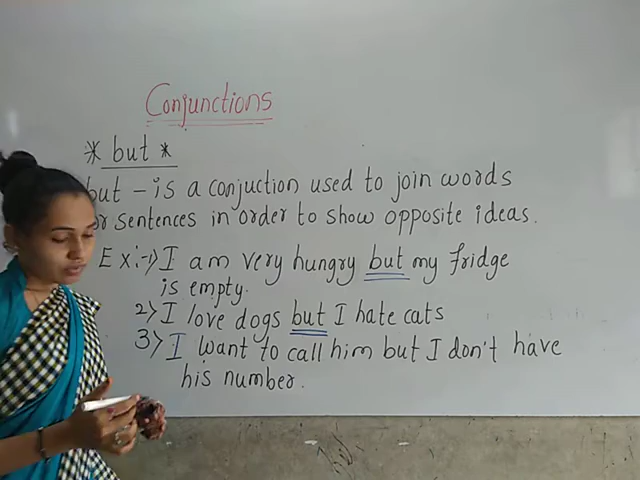 Conjunctions
* but *
but - is a conjuction used to join words
or sentences in order to show opposite ideas.
Ex:-1) I am very hungry but my fridge
is empty.
2) I love dogs but I hate cats
3) I want to call him but I don't have
his number.